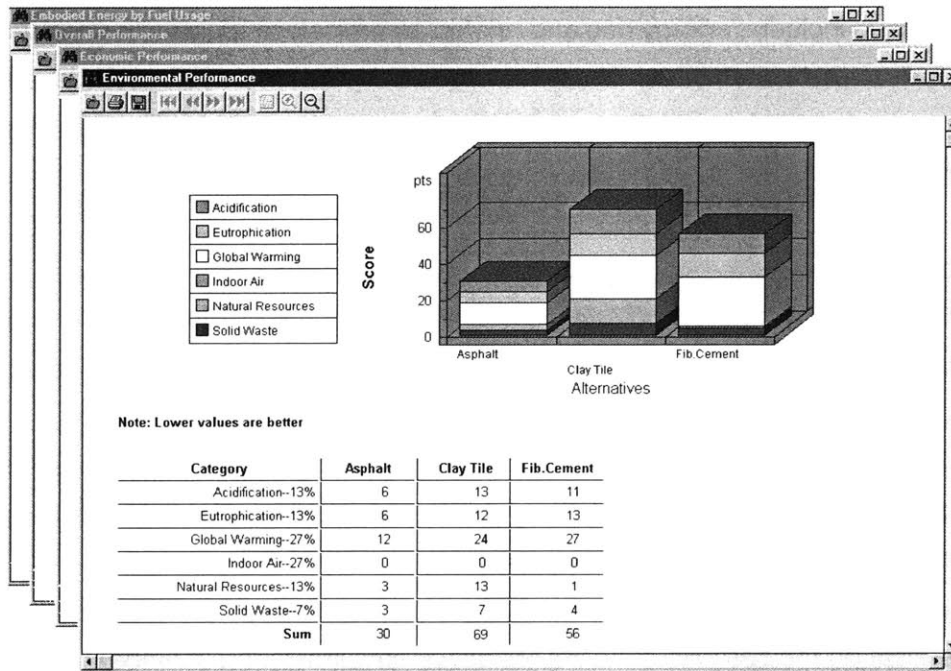 Embodied Energy by Fuel Usage
Overall Performance
Economic Performance
Environmental Performance
Acidification
Eutrophication
Global Warming
Indoor Air
Natural Resources
Solid Waste
Score
pts
60
40
20
0
Asphalt
Clay Tile
Fib.Cement
Alternatives
Note: Lower values are better
Category Asphalt Clay Tile Fib.Cement
Acidification--13% 6 13 11
Eutrophication--13% 6 12 13
Global Warming--27% 12 24 27
Indoor Air--27% 0 0 0
Natural Resources--13% 3 13 1
Solid Waste--7% 3 7 4
Sum 30 69 56